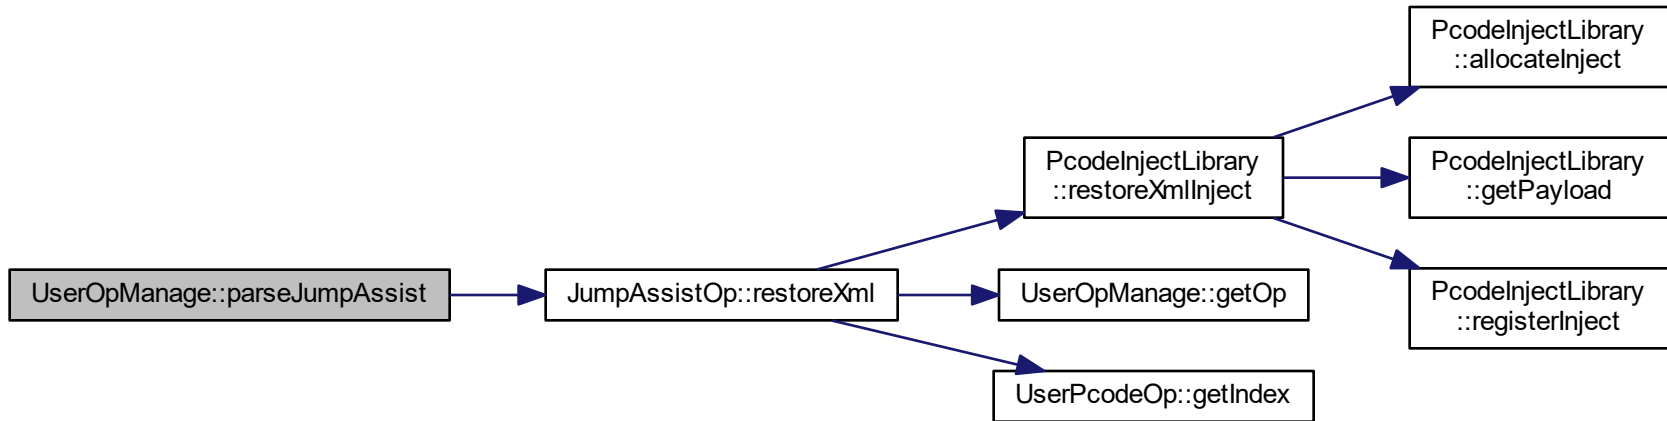 UserOpManage::parseJumpAssist
JumpAssistOp::restoreXml
PcodeInjectLibrary
::restoreXmlInject
UserOpManage::getOp
UserPcodeOp::getIndex
PcodeInjectLibrary
::allocateInject
PcodeInjectLibrary
::getPayload
PcodeInjectLibrary
::registerInject